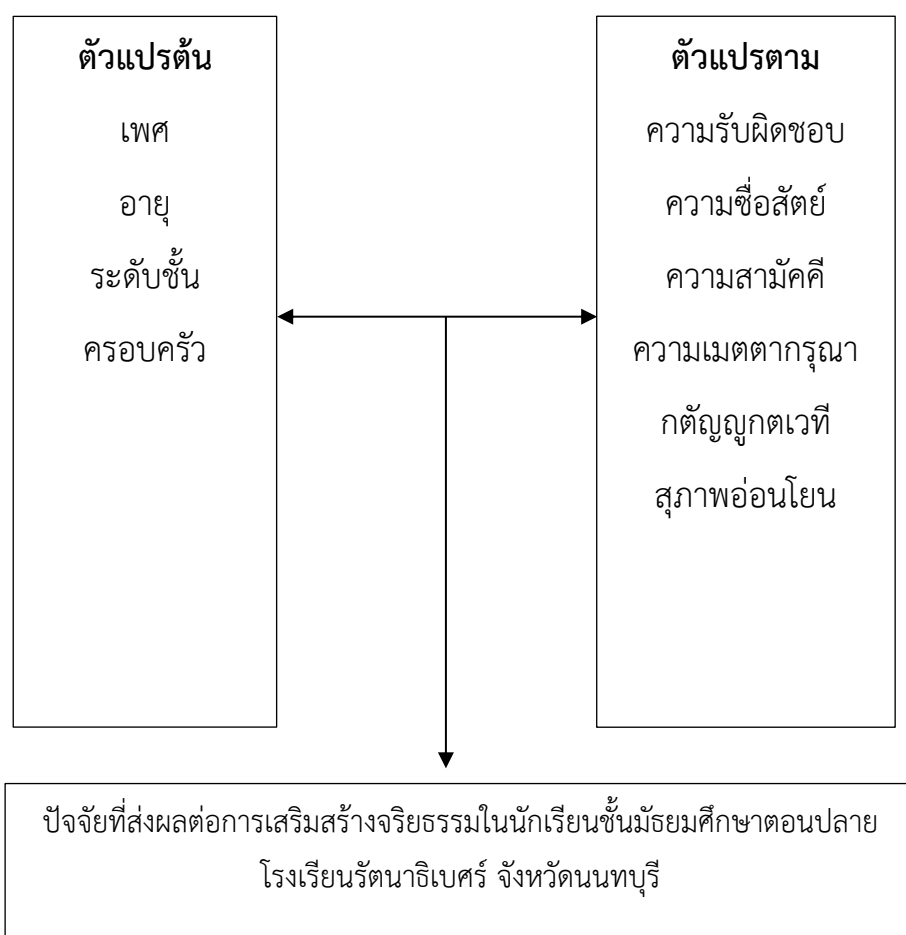 ตัวแปรต้น
เพศ
อายุ
ระดับชั้น
ครอบครัว
ตัวแปรตาม
ความรับผิดชอบ
ความซื่อสัตย์
ความสามัคคี
ความเมตตากรุณา
กตัญญูกตเวที
สุภาพอ่อนโยน
ปัจจัยที่ส่งผลต่อการเสริมสร้างจริยธรรมในนักเรียนชั้นมัธยมศึกษาตอนปลาย
โรงเรียนรัตนาธิเบศร์ จังหวัดนนทบุรี